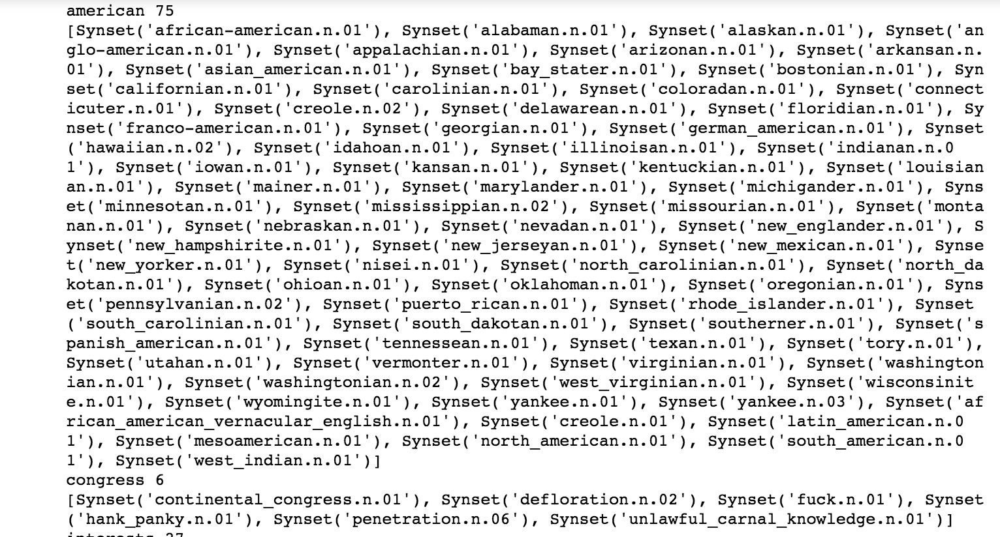 american 75
[Synset('african-american.n.01'), Synset('alabaman.n.01'), Synset('alaskan.n.01'), Synset('an
glo-american.n.01'), Synset('appalachian.n.01'), Synset('arizonan.n.01'), Synset('arkansan.n.
01'), Synset('asian_american.n.01'), Synset('bay_stater.n.01'), Synset('bostonian.n.01'), Syn
set('californian.n.01'), Synset('carolinian.n.01'), Synset('coloradan.n.01'), Synset('connect
icuter.n.01'), Synset('creole.n.02'), Synset('delawarean.n.01'), Synset('floridian.n.01'), Sy
nset('franco-american.n.01'), Synset('georgian.n.01'), Synset('german_american.n.01'), Synset
('hawaiian.n.02'), Synset('idahoan.n.01'), Synset('illinoisan.n.01'), Synset('indianan.n.0
1'), Synset('iowan.n.01'), Synset('kansan.n.01'), Synset('kentuckian.n.01'), Synset('louisian
an.n.01'), Synset('mainer.n.01'), Synset('marylander.n.01'), Synset('michigander.n.01'), Syns
et('minnesotan.n.01'), Synset('mississippian.n.02'), Synset('missourian.n.01'), Synset('monta
nan.n.01'), Synset('nebraskan.n.01'), Synset('nevadan.n.01'), Synset('new_englander.n.01'), S
ynset('new_hampshirite.n.01'), Synset('new_jerseyan.n.01'), Synset('new_mexican.n.01'), Synse
t('new_yorker.n.01'), Synset('nisei.n.01'), Synset('north_carolinian.n.01'), Synset('north_da
kotan.n.01'), Synset('ohioan.n.01'), Synset('oklahoman.n.01'), Synset('oregonian.n.01'), Syns
et('pennsylvanian.n.02'), Synset('puerto_rican.n.01'), Synset('rhode_islander.n.01'), Synset
('south_carolinian.n.01'), Synset('south_dakotan.n.01'), Synset('southerner.n.01'), Synset('s
panish_american.n.01'), Synset('tennessean.n.01'), Synset('texan.n.01'), Synset('tory.n.01'),
Synset('utahan.n.01'), Synset('vermonter.n.01'), Synset('virginian.n.01'), Synset('washington
ian.n.01'), Synset('washingtonian.n.02'), Synset('west_virginian.n.01'), Synset('wisconsinit
e.n.01'), Synset('wyomingite.n.01'), Synset('yankee.n.01'), Synset('yankee.n.03'), Synset('af
rican_american_vernacular_english.n.01'), Synset('creole.n.01'), Synset('latin_american.n.0
1'), Synset('mesoamerican.n.01'), Synset('north_american.n.01'), Synset('south_american.n.0
1'), Synset('west_indian.n.01')]
congress 6
[Synset('continental_congress.n.01'), Synset('defloration.n.02'), Synset('fuck.n.01'), Synset
('hank_panky.n.01'), Synset('penetration.n.06'), Synset('unlawful_carnal_knowledge.n.01')]